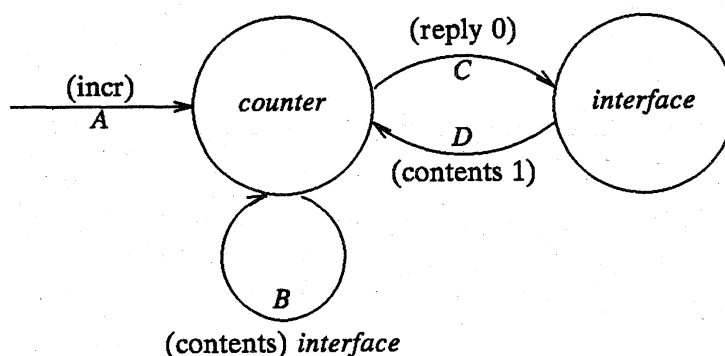 (reply 0)
(incr)
A
counter
C
interface
D
(contents 1)
B
(contents) interface